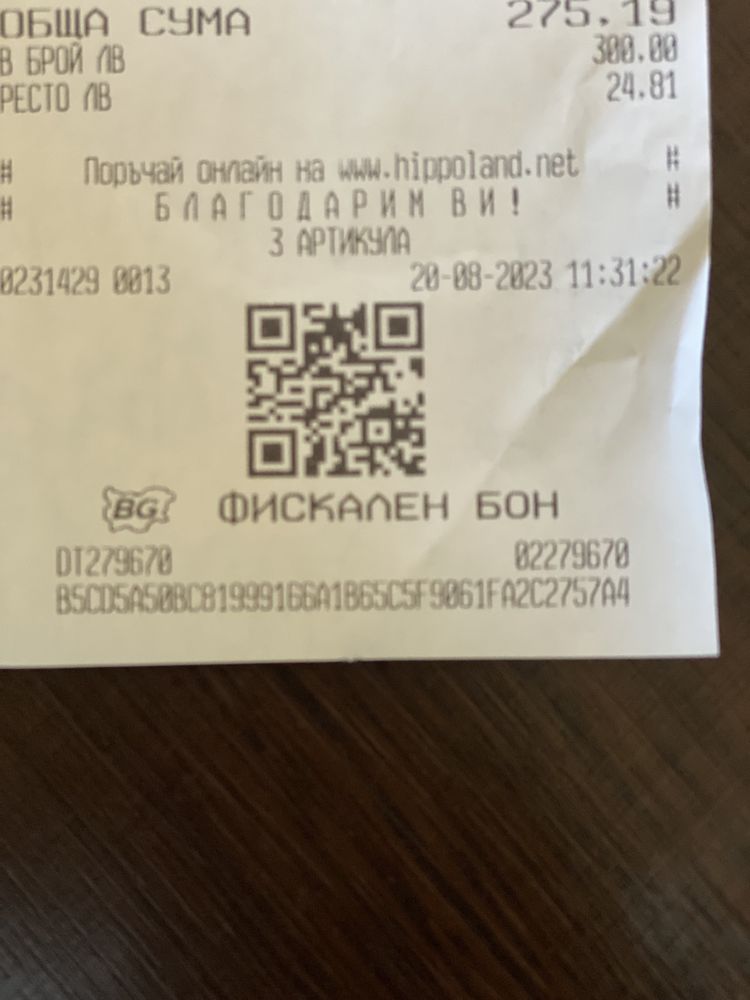 ОБЩА СУМА 275.19
В БРОЙ ЛВ 300.00
РЕСТО ЛВ 24.81
# Поръчай онлайн на www.hippoland.net #
# БЛАГОДАРИМ ВИ! #
3 АРТИКУЛА
0231429 0013 20-08-2023 11:31:22
BG ФИСКАЛЕН БОН
DT279670 02279670
B5CD5A50BC81999166A1B65C5F9061FA2C2757A4